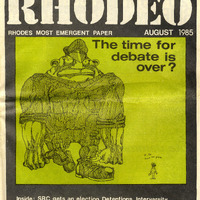 RHODEO
RHODES MOST EMERGENT PAPER AUGUST 1985
The time for
debate is
over?
Inside: SRC gets an election Detentions Intervarsity